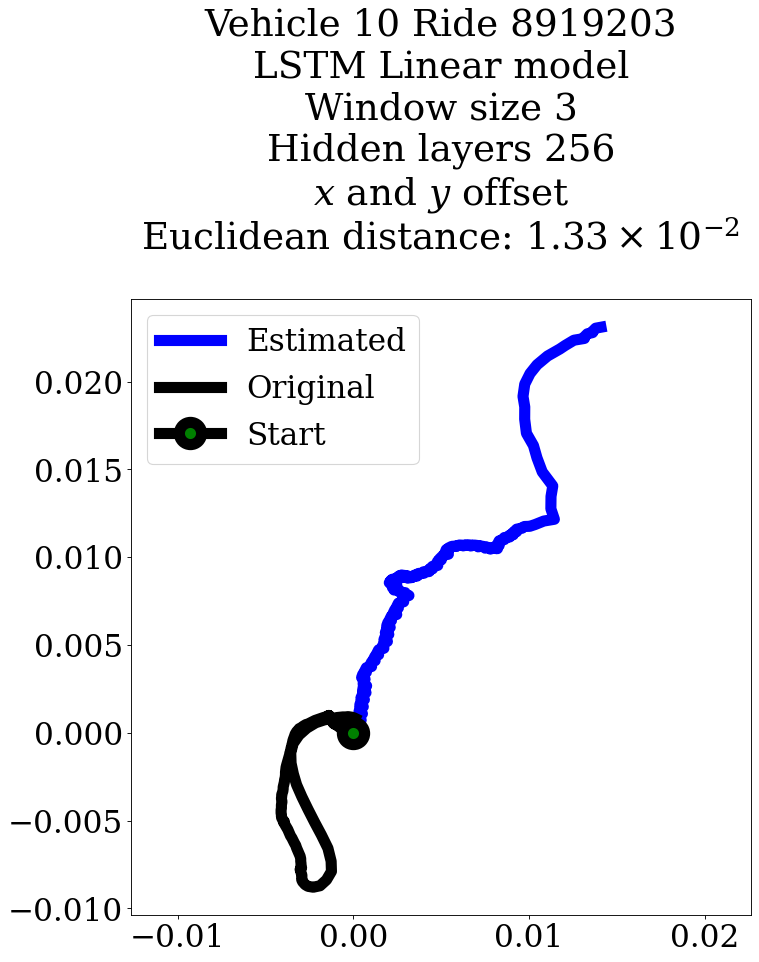 Vehicle 10 Ride 8919203
LSTM Linear model
Window size 3
Hidden layers 256
x and y offset
Euclidean distance: 1.33 × 10⁻²
Estimated
Original
Start
0.020
0.015
0.010
0.005
0.000
−0.005
−0.010
−0.01 0.00 0.01 0.02